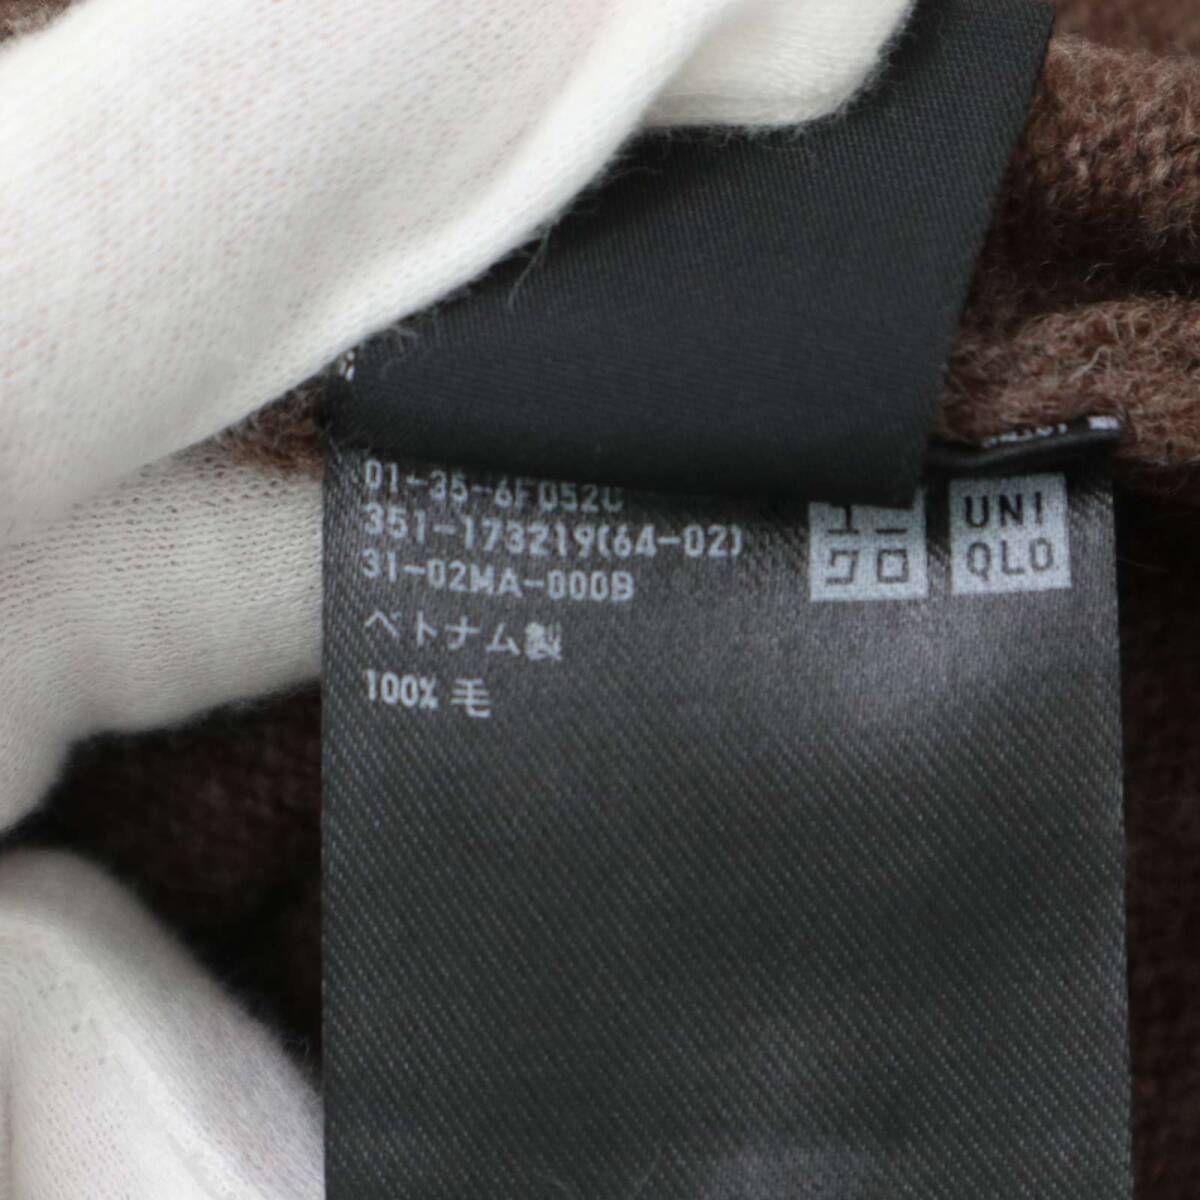 01-35-6F052C
351-173219(64-02)
31-02MA-000B
ベトナム製
100% 毛
ユニ
クロ
UNI
QLO